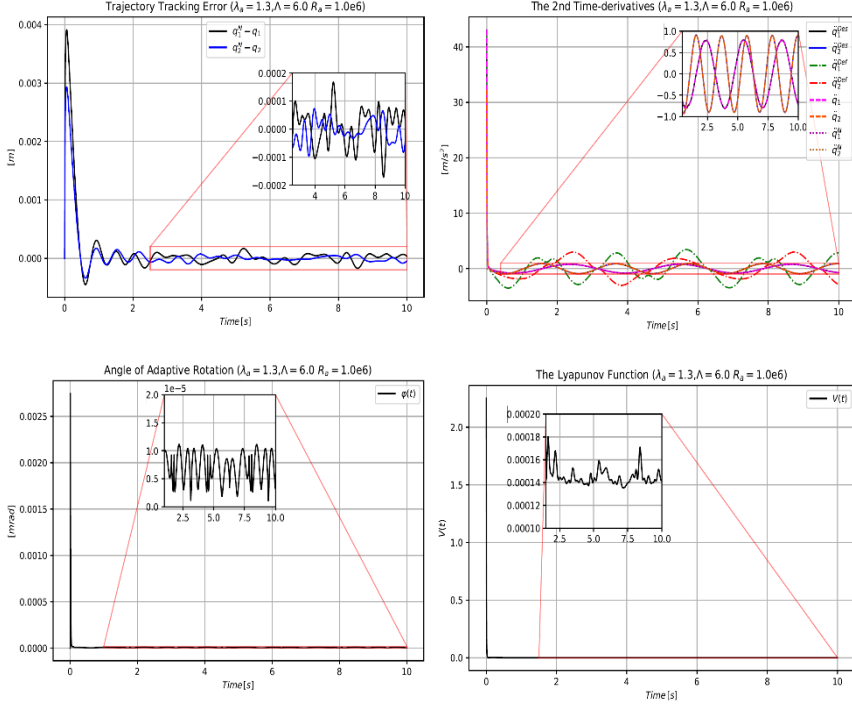 Trajectory Tracking Error (λₐ = 1.3,Λ = 6.0 Rₐ = 1.0e6)
q₁ᴺ − q₁
q₂ᴺ − q₂
[m]
0.004
0.003
0.002
0.001
0.000
0.0002
0.0001
0.0000
−0.0001
−0.0002
4 6 8 10
0 2 4 6 8 10
Time[s]
The 2nd Time-derivatives (λₐ = 1.3,Λ = 6.0 Rₐ = 1.0e6)
[m/s²]
40
30
20
10
0
1.0
0.5
0.0
−0.5
−1.0
2.5 5.0 7.5 10.0
q̈₁ᴰᵉˢ
q̈₂ᴰᵉˢ
q̈₁ᴰᵉᶠ
q̈₂ᴰᵉᶠ
q̈₁
q̈₂
q̈₁ᴺ
q̈₂ᴺ
0 2 4 6 8 10
Time[s]
Angle of Adaptive Rotation (λₐ = 1.3,Λ = 6.0 Rₐ = 1.0e6)
φ(t)
[mrad]
0.0025
0.0020
0.0015
0.0010
0.0005
0.0000
1e−5
2.0
1.5
1.0
0.5
0.0
2.5 5.0 7.5 10.0
0 2 4 6 8 10
Time[s]
The Lyapunov Function (λₐ = 1.3,Λ = 6.0 Rₐ = 1.0e6)
V(t)
V(t)
2.0
1.5
1.0
0.5
0.0
0.00020
0.00018
0.00016
0.00014
0.00012
0.00010
2.5 5.0 7.5 10.0
0 2 4 6 8 10
Time[s]